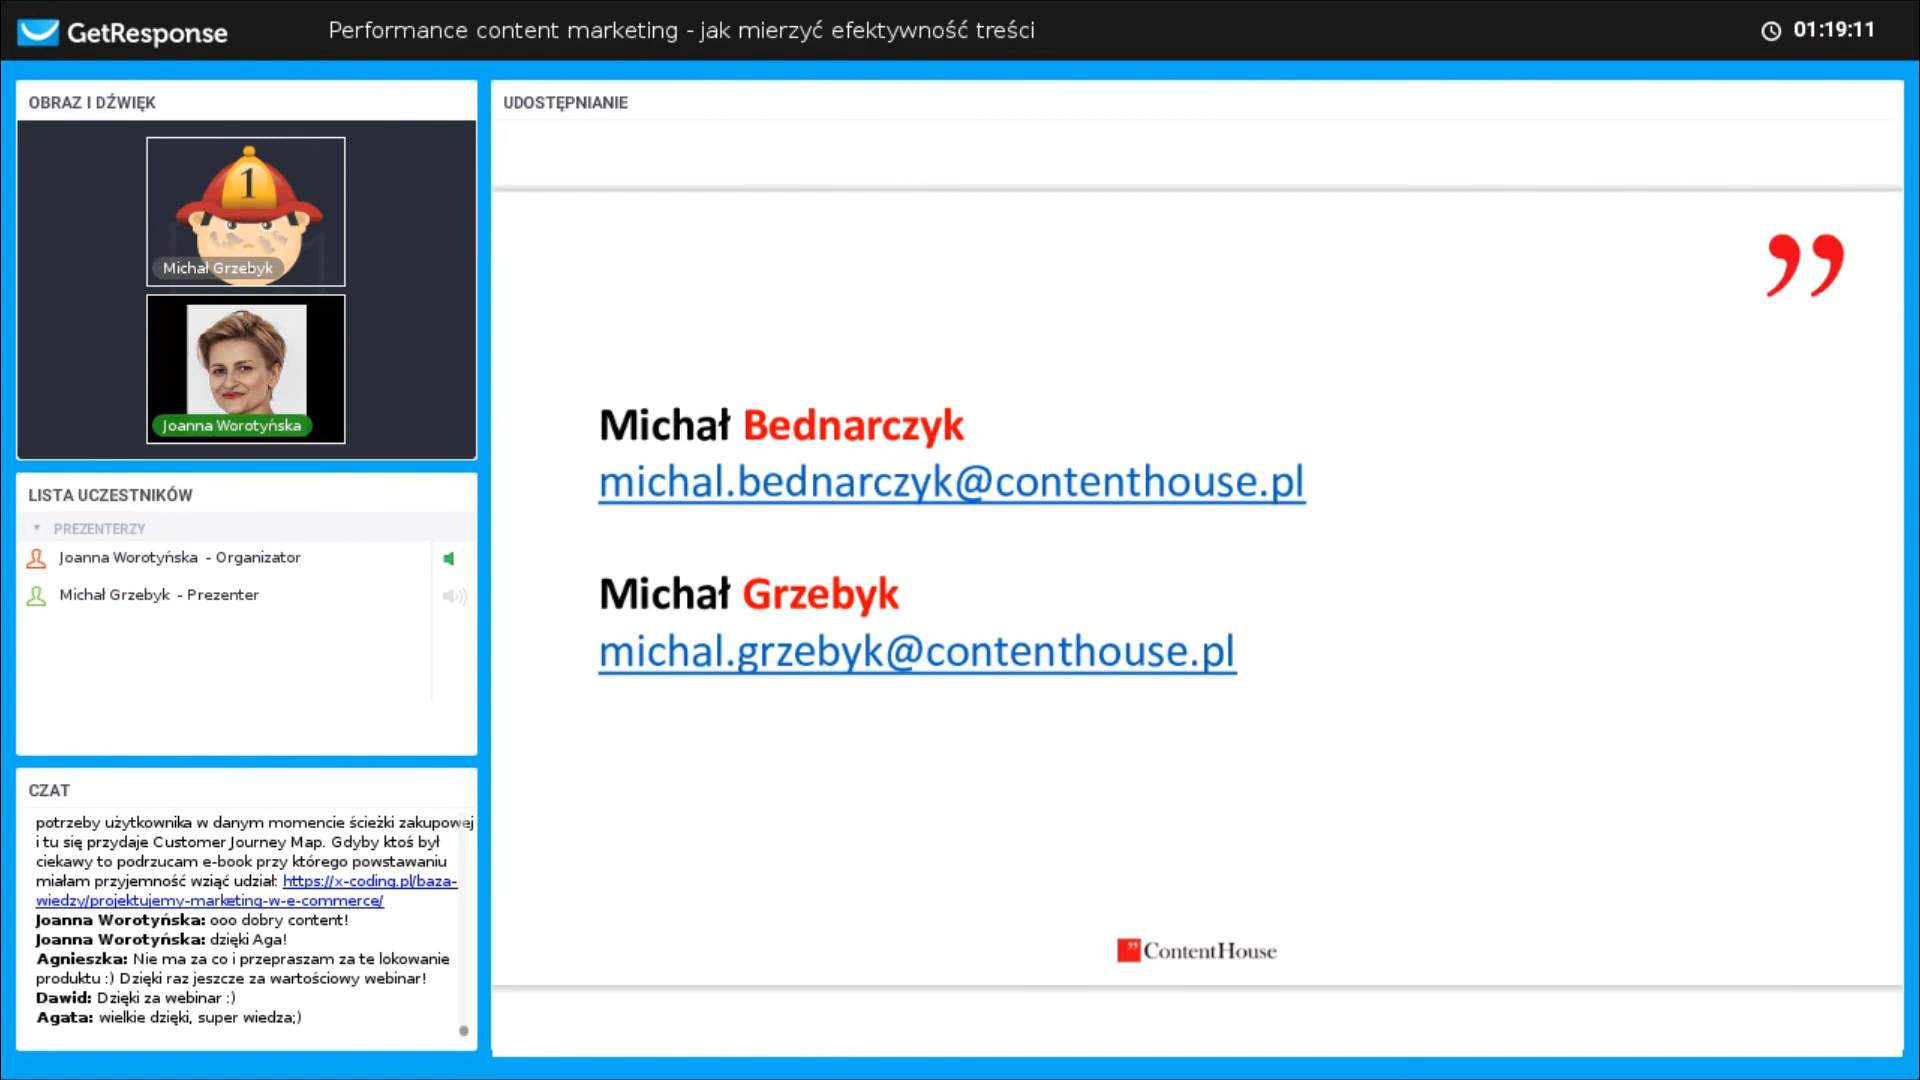 GetResponse
Performance content marketing - jak mierzyć efektywność treści
01:19:11
OBRAZ I DŹWIĘK
1
Michał Grzebyk
Joanna Worotyńska
LISTA UCZESTNIKÓW
PREZENTERZY
Joanna Worotyńska - Organizator
Michał Grzebyk - Prezenter
CZAT
potrzeby użytkownika w danym momencie ścieżki zakupowej
i tu się przydaje Customer Journey Map. Gdyby ktoś był
ciekawy to podrzucam e-book przy którego powstawaniu
miałam przyjemność wziąć udział: https://x-coding.pl/baza-
wiedzy/projektujemy-marketing-w-e-commerce/
Joanna Worotyńska: ooo dobry content!
Joanna Worotyńska: dzięki Aga!
Agnieszka: Nie ma za co i przepraszam za te lokowanie
produktu :) Dzięki raz jeszcze za wartościowy webinar!
Dawid: Dzięki za webinar :)
Agata: wielkie dzięki, super wiedza;)
UDOSTĘPNIANIE
”
Michał Bednarczyk
michal.bednarczyk@contenthouse.pl
Michał Grzebyk
michal.grzebyk@contenthouse.pl
” ContentHouse